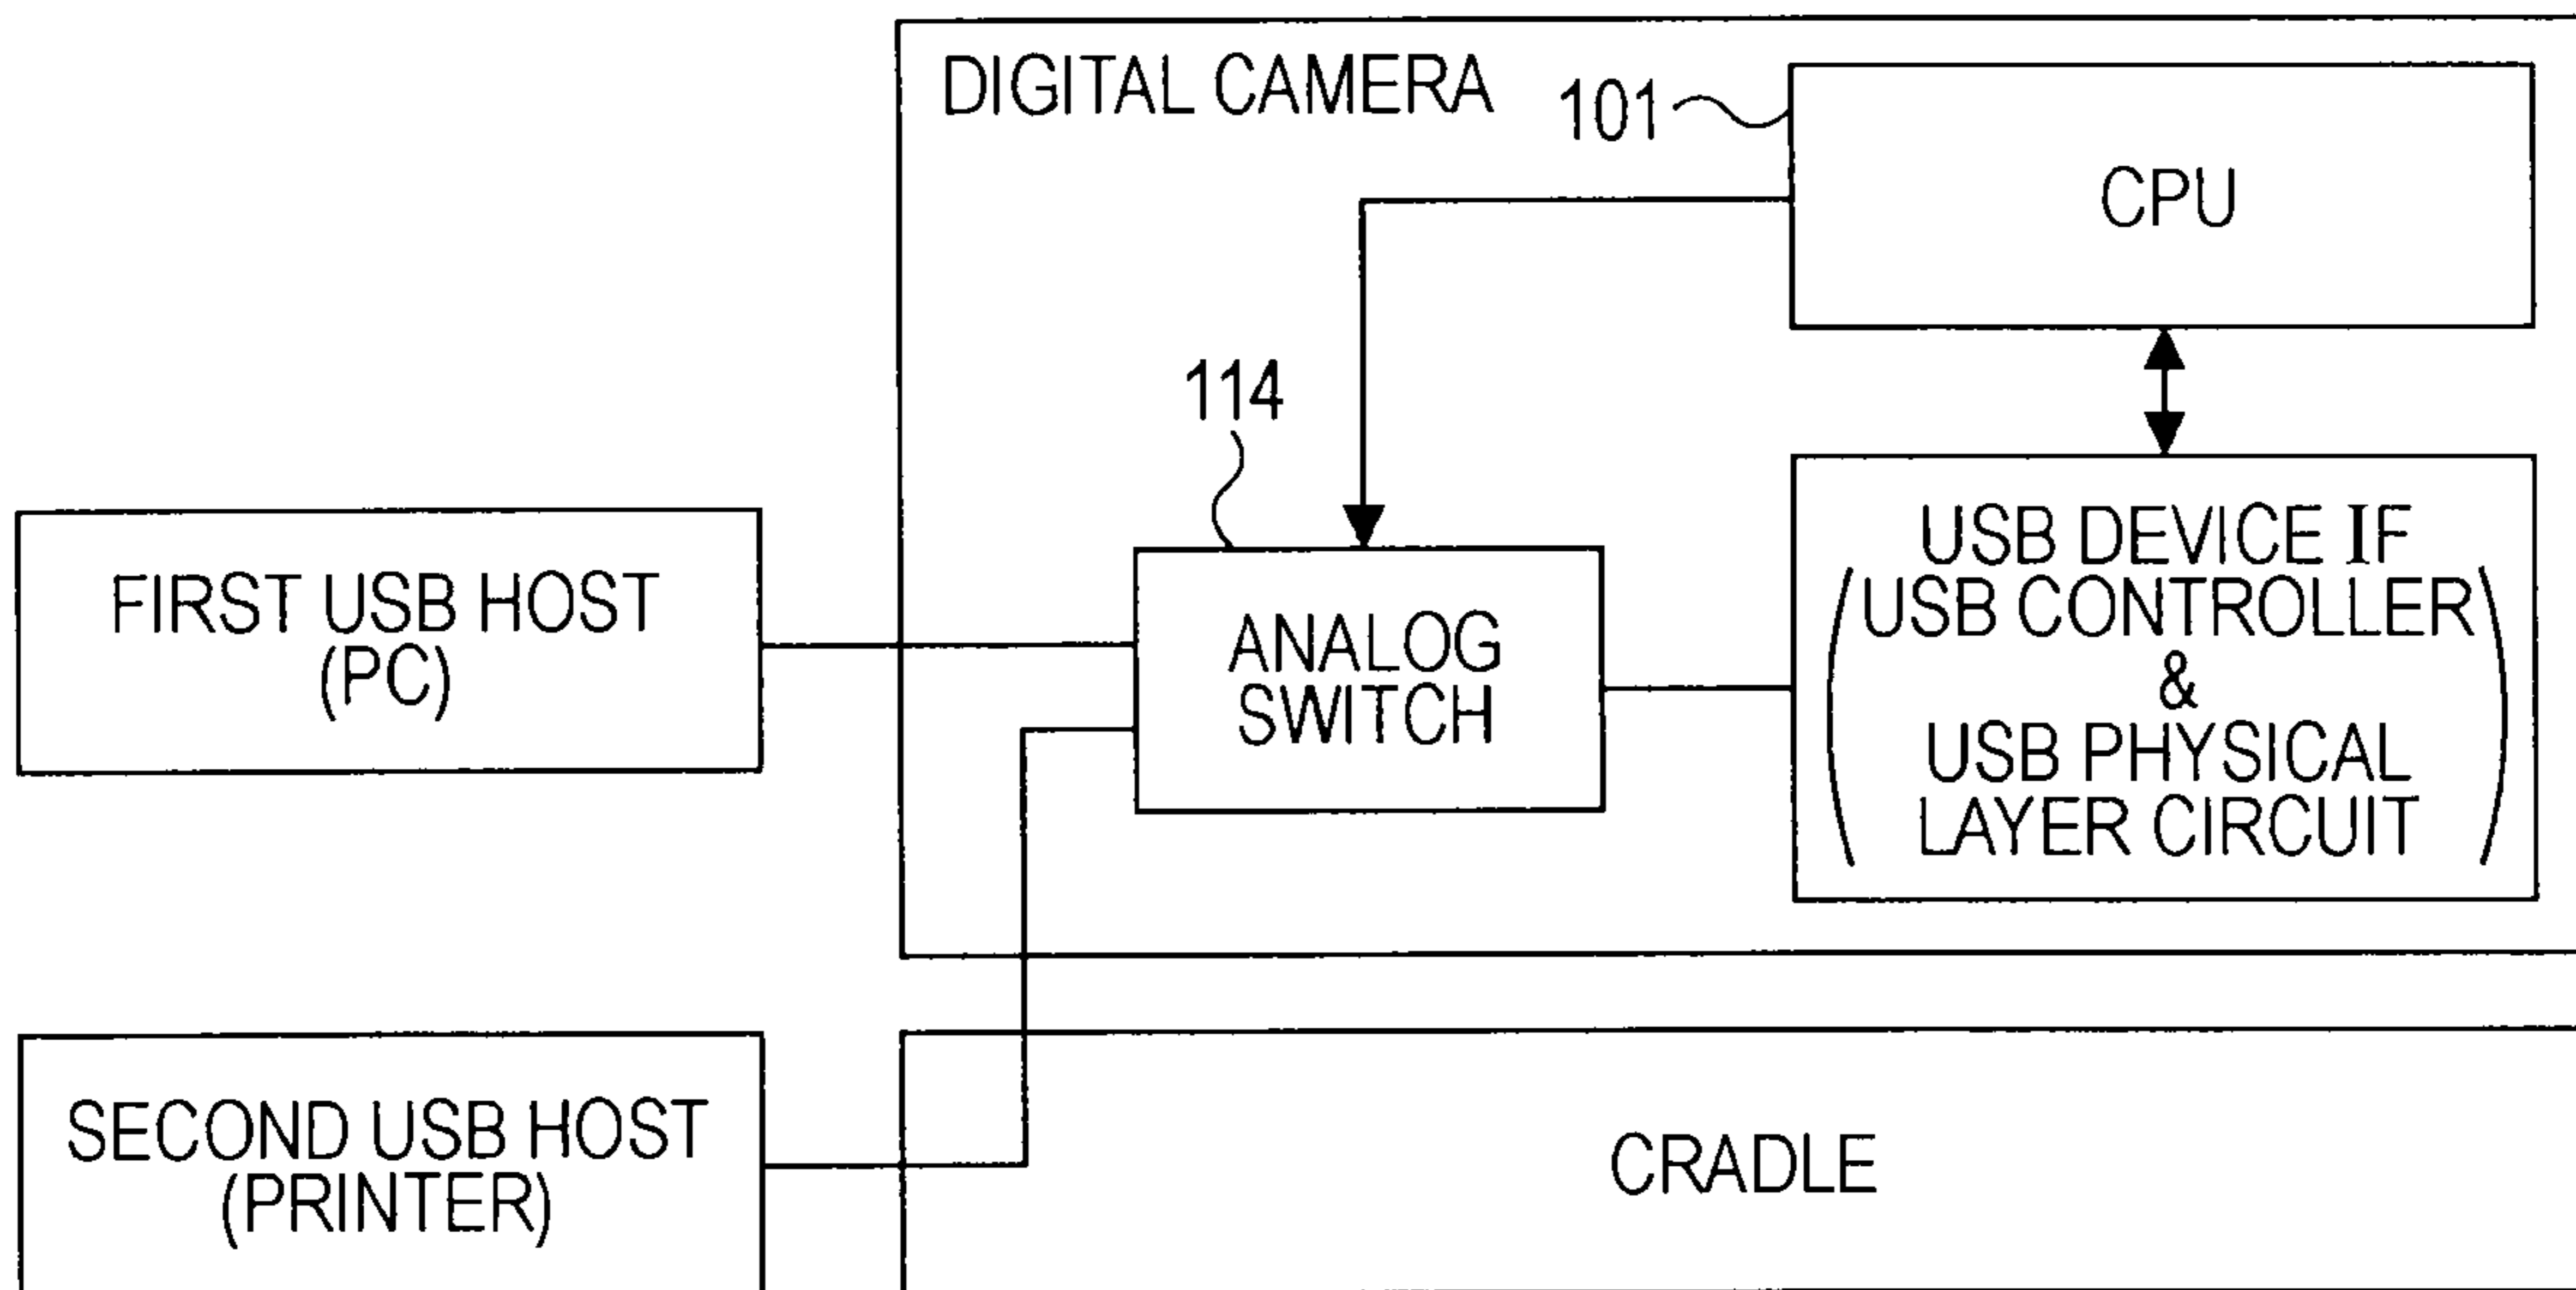 DIGITAL CAMERA
101
CPU
114
FIRST USB HOST
(PC)
ANALOG
SWITCH
USB DEVICE IF
(USB CONTROLLER
&
USB PHYSICAL
LAYER CIRCUIT)
SECOND USB HOST
(PRINTER)
CRADLE